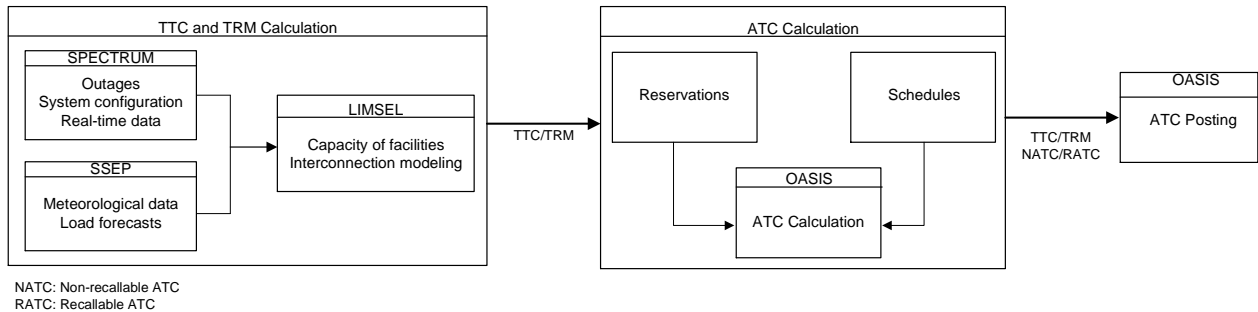 TTC and TRM Calculation
SPECTRUM
Outages
System configuration
Real-time data
SSEP
Meteorological data
Load forecasts
LIMSEL
Capacity of facilities
Interconnection modeling
TTC/TRM
ATC Calculation
Reservations
Schedules
OASIS
ATC Calculation
TTC/TRM
NATC/RATC
OASIS
ATC Posting
NATC: Non-recallable ATC
RATC: Recallable ATC